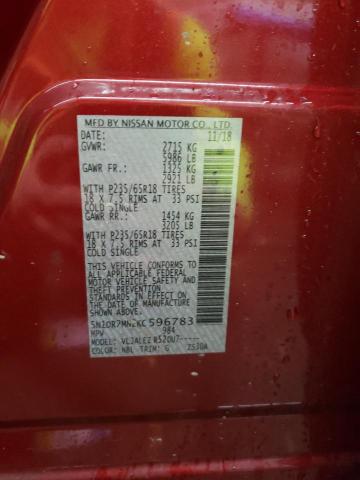 MFD BY NISSAN MOTOR CO., LTD.
DATE: 11/18
GVWR: 2715 KG
5986 LB
GAWR FR.: 1325 KG
2921 LB
WITH P235/65R18 TIRES
18 X 7.5 RIMS AT 33 PSI
COLD SINGLE
GAWR RR.: 1454 KG
3205 LB
WITH P235/65R18 TIRES
18 X 7.5 RIMS AT 33 PSI
COLD SINGLE
THIS VEHICLE CONFORMS TO
ALL APPLICABLE FEDERAL
MOTOR VEHICLE SAFETY
STANDARDS IN EFFECT ON
THE DATE OF MANUFACTURE
SHOWN ABOVE.
596783
MPV 984
MODEL:
COLOR: NBL TRIM: G